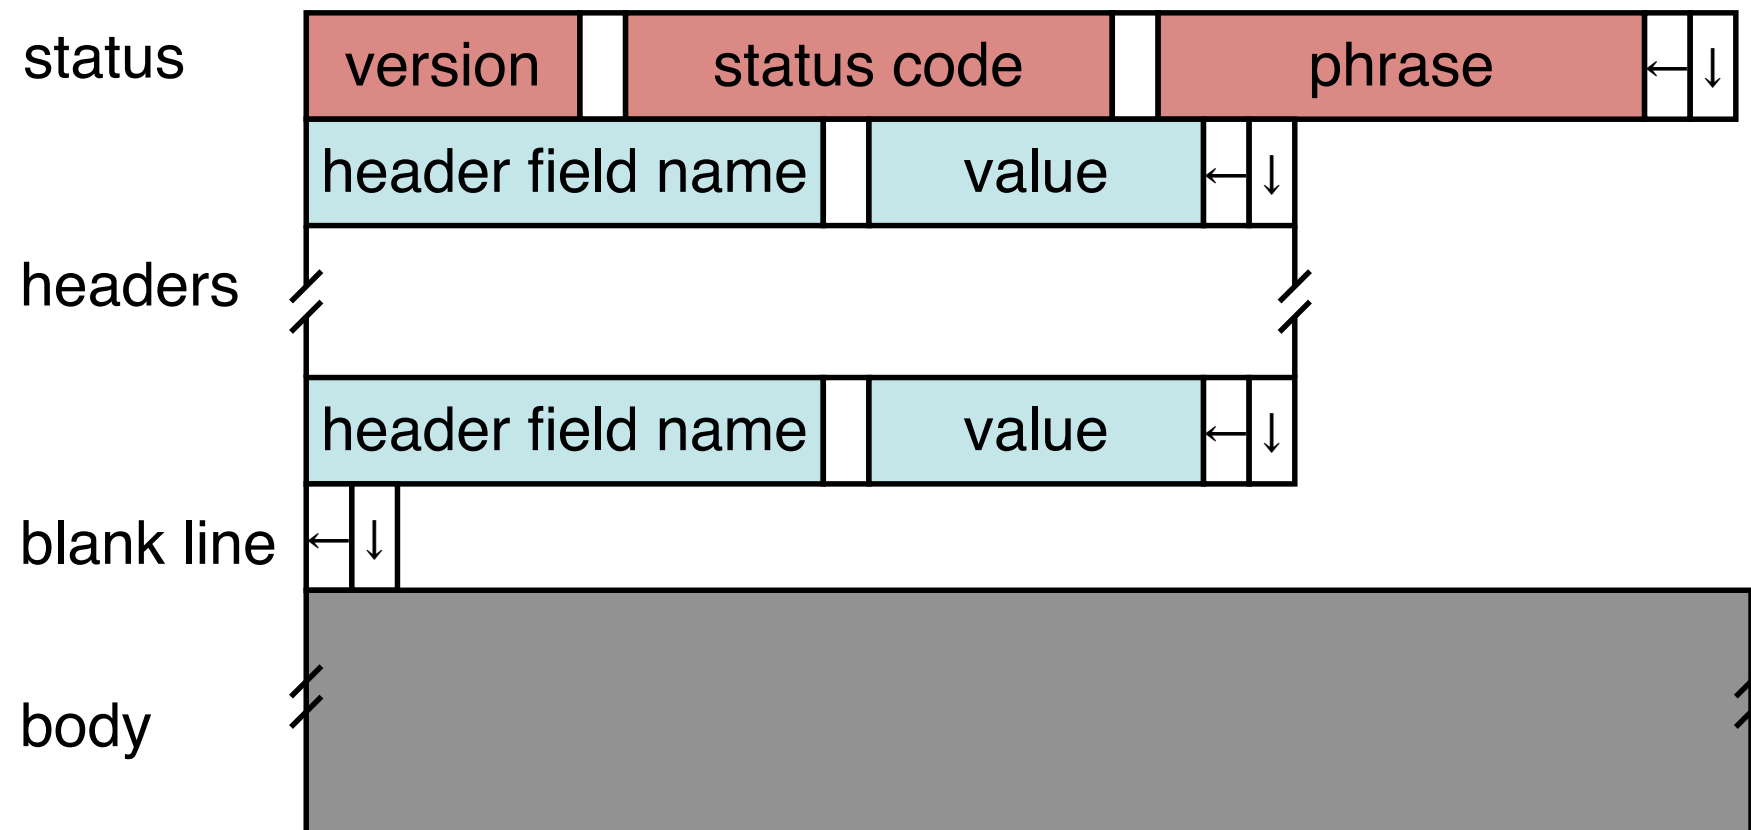 status version status code phrase ← ↓
header field name value ← ↓
headers
header field name value ← ↓
blank line ← ↓
body